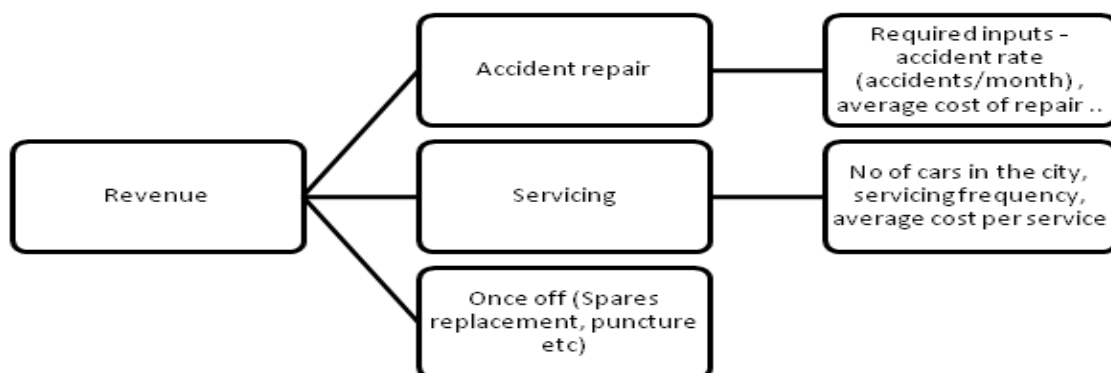 Revenue
Accident repair
Required inputs -
accident rate
(accidents/month) ,
average cost of repair ..
Servicing
No of cars in the city,
servicing frequency,
average cost per service
Once off (Spares
replacement, puncture
etc)